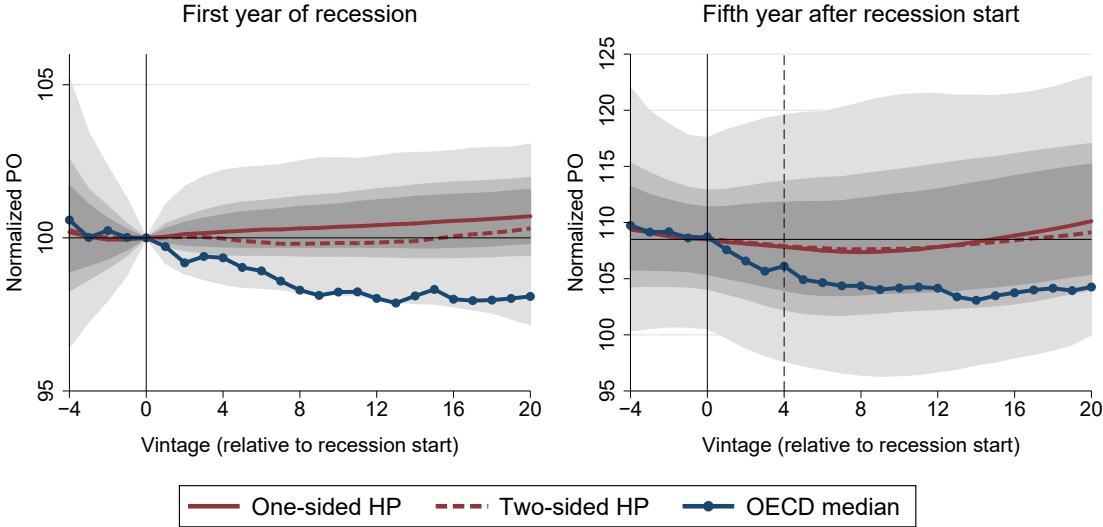 First year of recession
Normalized PO
105
100
95
−4 0 4 8 12 16 20
Vintage (relative to recession start)
Fifth year after recession start
Normalized PO
125
120
115
110
105
100
95
−4 0 4 8 12 16 20
Vintage (relative to recession start)
One-sided HP Two-sided HP OECD median